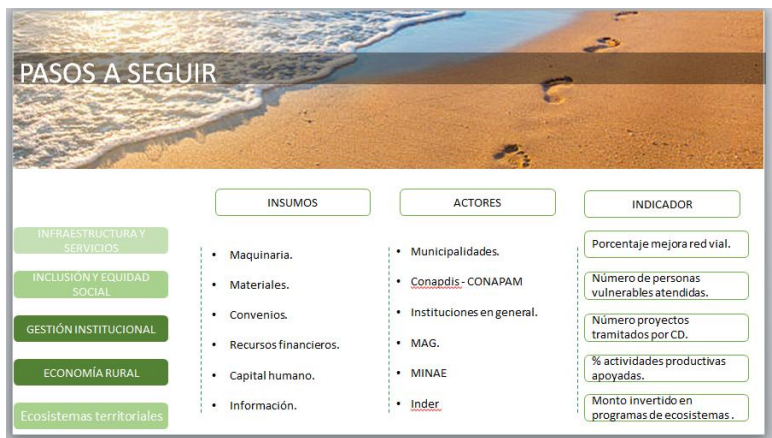 PASOS A SEGUIR
INSUMOS
ACTORES
INDICADOR
INFRAESTRUCTURA Y
SERVICIOS
INCLUSIÓN Y EQUIDAD
SOCIAL
GESTIÓN INSTITUCIONAL
ECONOMÍA RURAL
Ecosistemas territoriales
• Maquinaria.
• Materiales.
• Convenios.
• Recursos financieros.
• Capital humano.
• Información.
• Municipalidades.
• Conapdis - CONAPAM
• Instituciones en general.
• MAG.
• MINAE
• Inder
Porcentaje mejora red vial.
Número de personas
vulnerables atendidas.
Número proyectos
tramitados por CD.
% actividades productivas
apoyadas.
Monto invertido en
programas de ecosistemas .